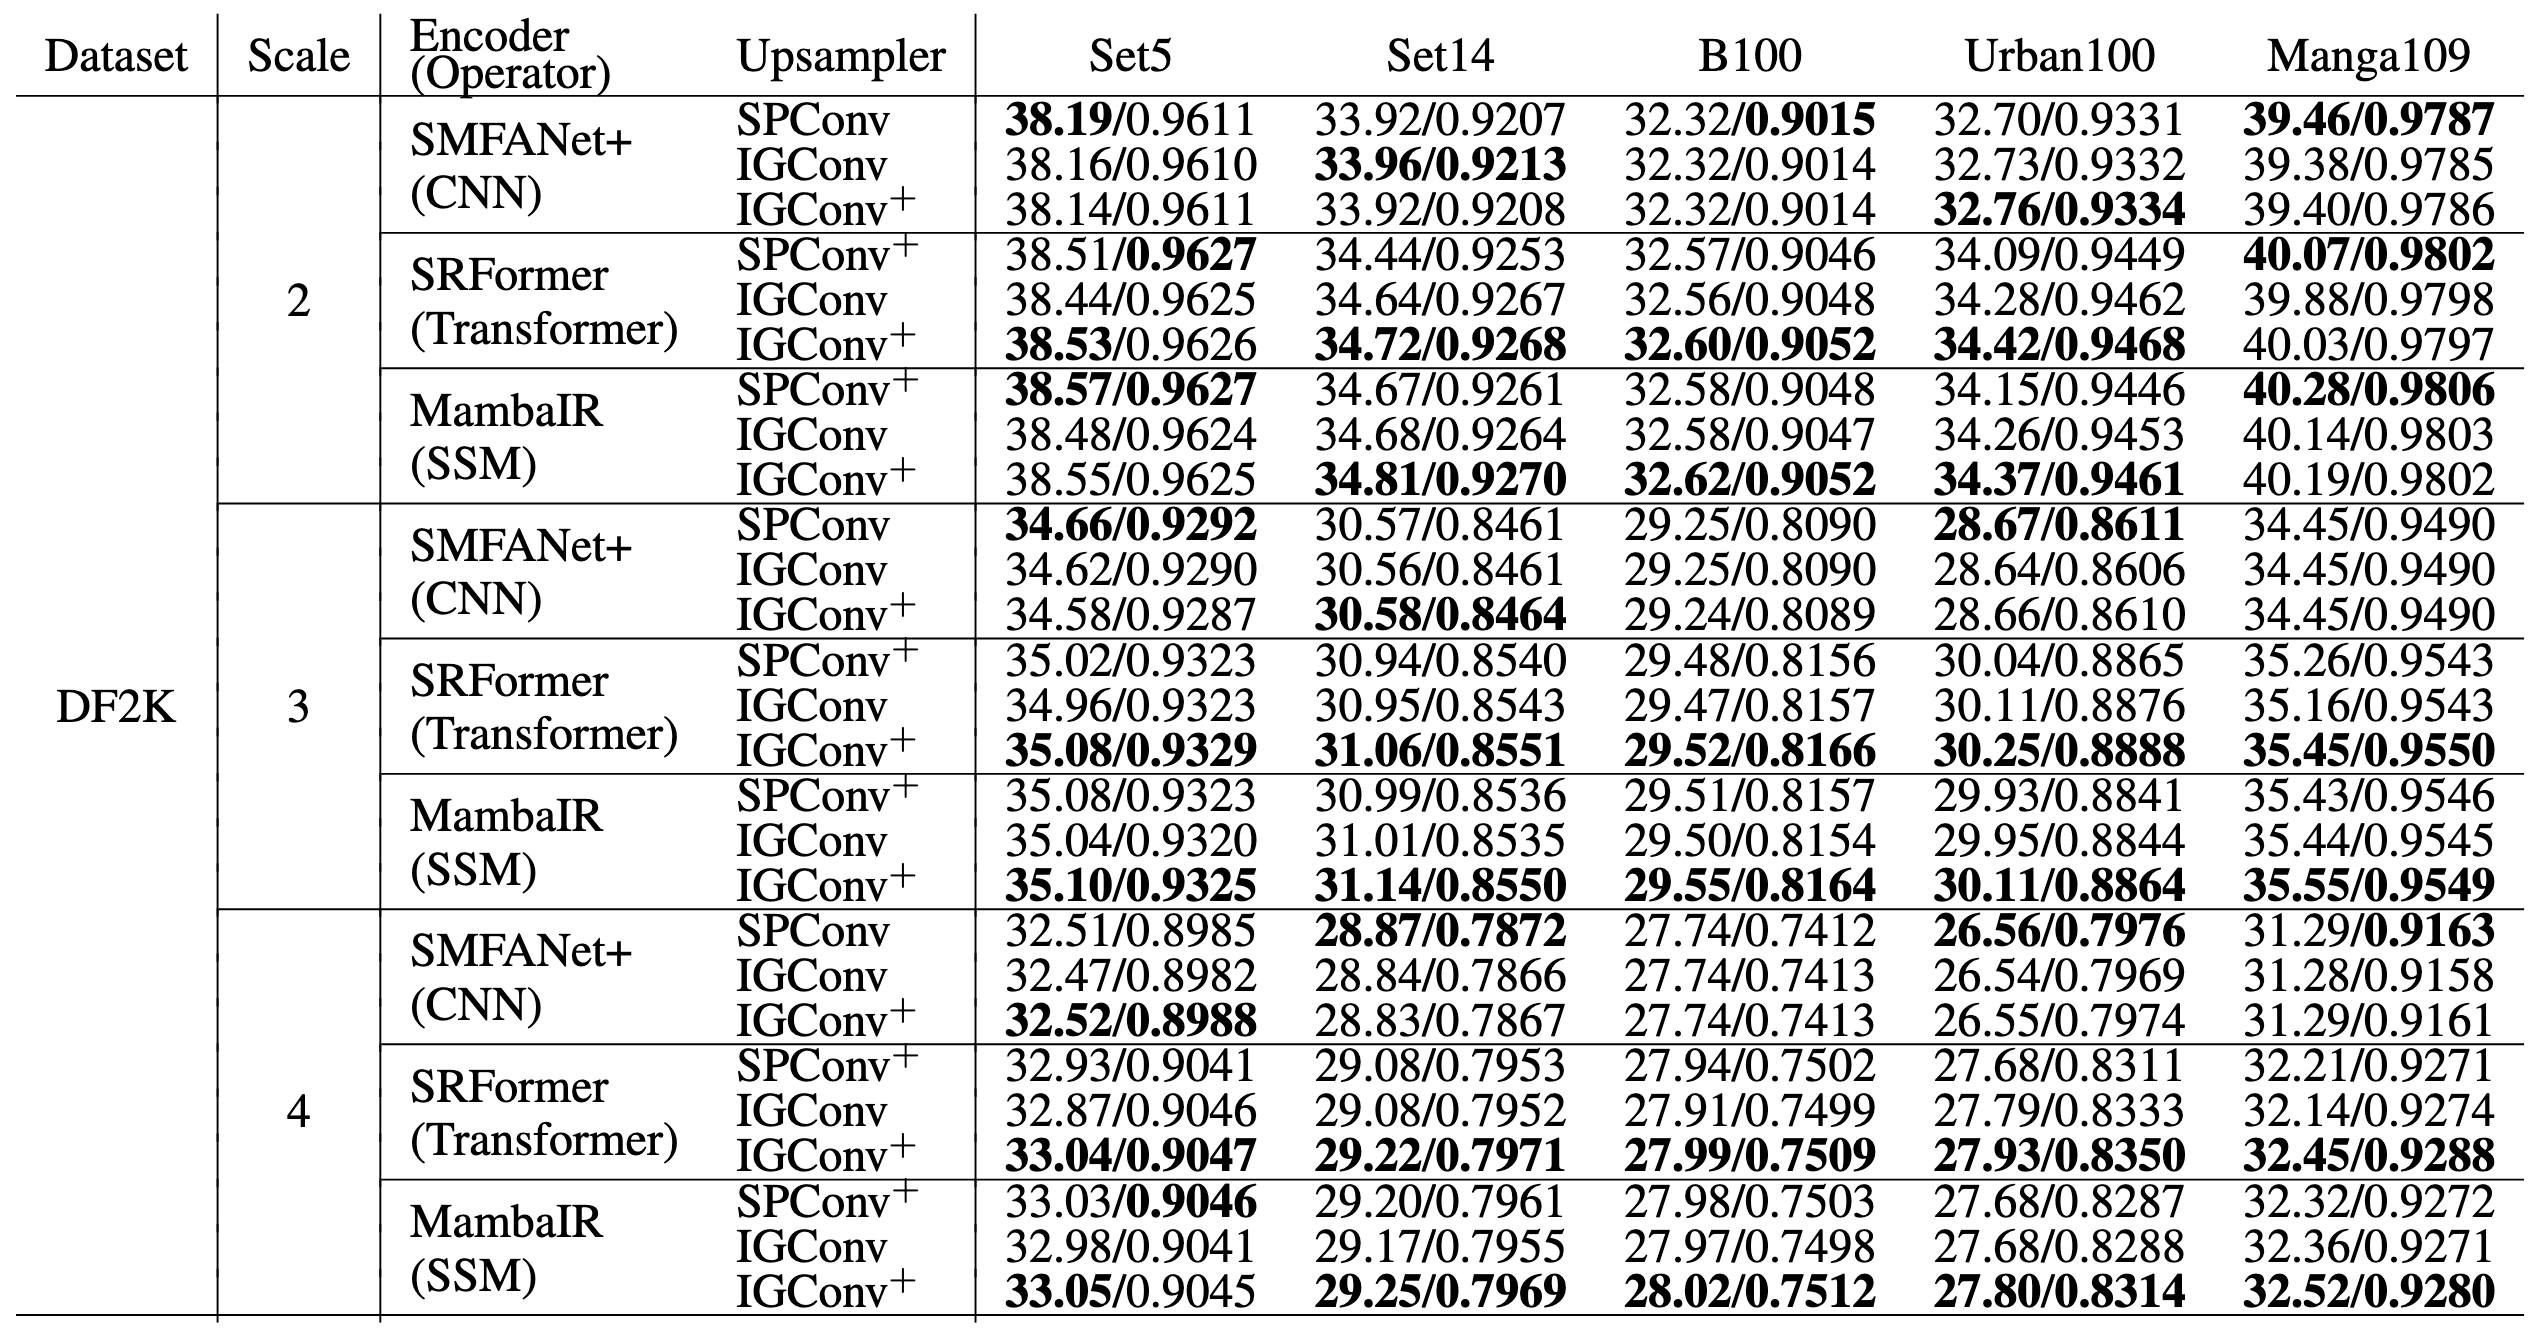 Dataset Scale Encoder (Operator) Upsampler Set5 Set14 B100 Urban100 Manga109
DF2K
2
SMFANet+ (CNN)
SPConv 38.19/0.9611 33.92/0.9207 32.32/0.9015 32.70/0.9331 39.46/0.9787
IGConv 38.16/0.9610 33.96/0.9213 32.32/0.9014 32.73/0.9332 39.38/0.9785
IGConv+ 38.14/0.9611 33.92/0.9208 32.32/0.9014 32.76/0.9334 39.40/0.9786
SRFormer (Transformer)
SPConv+ 38.51/0.9627 34.44/0.9253 32.57/0.9046 34.09/0.9449 40.07/0.9802
IGConv 38.44/0.9625 34.64/0.9267 32.56/0.9048 34.28/0.9462 39.88/0.9798
IGConv+ 38.53/0.9626 34.72/0.9268 32.60/0.9052 34.42/0.9468 40.03/0.9797
MambaIR (SSM)
SPConv+ 38.57/0.9627 34.67/0.9261 32.58/0.9048 34.15/0.9446 40.28/0.9806
IGConv 38.48/0.9624 34.68/0.9264 32.58/0.9047 34.26/0.9453 40.14/0.9803
IGConv+ 38.55/0.9625 34.81/0.9270 32.62/0.9052 34.37/0.9461 40.19/0.9802
3
SMFANet+ (CNN)
SPConv 34.66/0.9292 30.57/0.8461 29.25/0.8090 28.67/0.8611 34.45/0.9490
IGConv 34.62/0.9290 30.56/0.8461 29.25/0.8090 28.64/0.8606 34.45/0.9490
IGConv+ 34.58/0.9287 30.58/0.8464 29.24/0.8089 28.66/0.8610 34.45/0.9490
SRFormer (Transformer)
SPConv+ 35.02/0.9323 30.94/0.8540 29.48/0.8156 30.04/0.8865 35.26/0.9543
IGConv 34.96/0.9323 30.95/0.8543 29.47/0.8157 30.11/0.8876 35.16/0.9543
IGConv+ 35.08/0.9329 31.06/0.8551 29.52/0.8166 30.25/0.8888 35.45/0.9550
MambaIR (SSM)
SPConv+ 35.08/0.9323 30.99/0.8536 29.51/0.8157 29.93/0.8841 35.43/0.9546
IGConv 35.04/0.9320 31.01/0.8535 29.50/0.8154 29.95/0.8844 35.44/0.9545
IGConv+ 35.10/0.9325 31.14/0.8550 29.55/0.8164 30.11/0.8864 35.55/0.9549
4
SMFANet+ (CNN)
SPConv 32.51/0.8985 28.87/0.7872 27.74/0.7412 26.56/0.7976 31.29/0.9163
IGConv 32.47/0.8982 28.84/0.7866 27.74/0.7413 26.54/0.7969 31.28/0.9158
IGConv+ 32.52/0.8988 28.83/0.7867 27.74/0.7413 26.55/0.7974 31.29/0.9161
SRFormer (Transformer)
SPConv+ 32.93/0.9041 29.08/0.7953 27.94/0.7502 27.68/0.8311 32.21/0.9271
IGConv 32.87/0.9046 29.08/0.7952 27.91/0.7499 27.79/0.8333 32.14/0.9274
IGConv+ 33.04/0.9047 29.22/0.7971 27.99/0.7509 27.93/0.8350 32.45/0.9288
MambaIR (SSM)
SPConv+ 33.03/0.9046 29.20/0.7961 27.98/0.7503 27.68/0.8287 32.32/0.9272
IGConv 32.98/0.9041 29.17/0.7955 27.97/0.7498 27.68/0.8288 32.36/0.9271
IGConv+ 33.05/0.9045 29.25/0.7969 28.02/0.7512 27.80/0.8314 32.52/0.9280